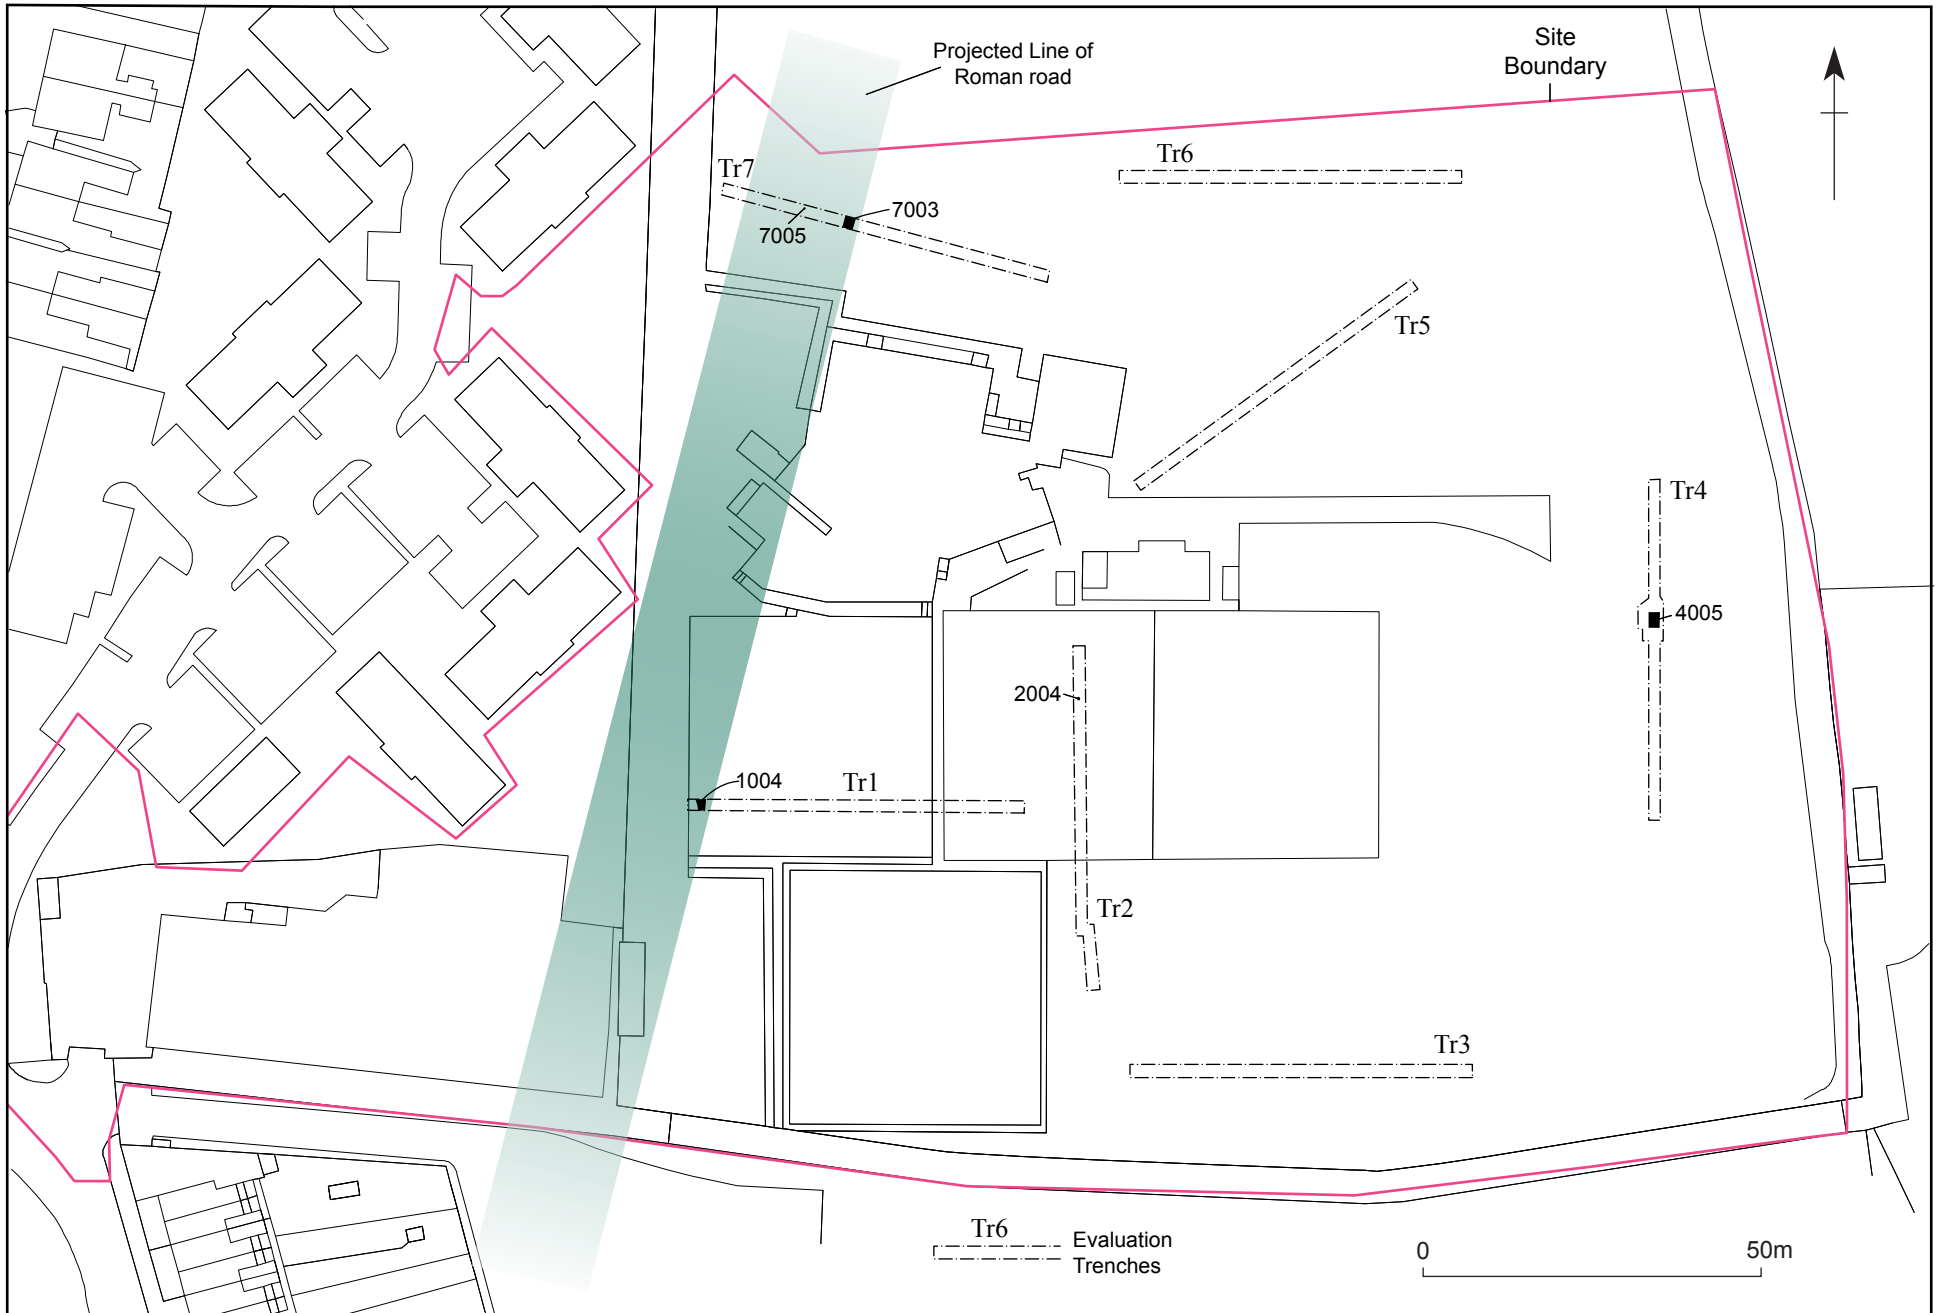 Projected Line of
Roman road
Site
Boundary
Tr6
Tr7
7003
7005
Tr5
Tr4
4005
2004
1004
Tr1
Tr2
Tr3
Tr6
Evaluation
Trenches
0
50m